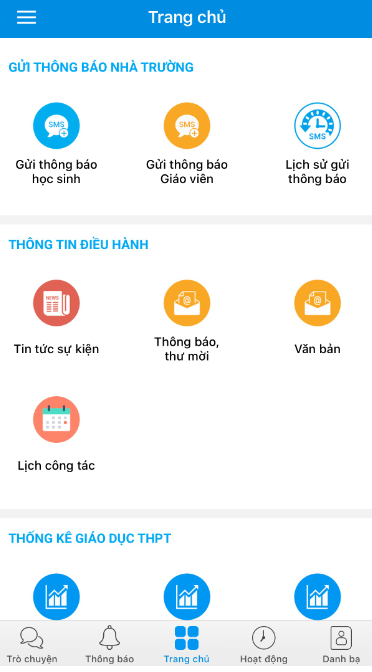 Trang chủ
GỬI THÔNG BÁO NHÀ TRƯỜNG
SMS
SMS
SMS
Gửi thông báo
học sinh
Gửi thông báo
Giáo viên
Lịch sử gửi
thông báo
THÔNG TIN ĐIỀU HÀNH
NEWS
@
@
Tin tức sự kiện
Thông báo,
thư mời
Văn bản
Lịch công tác
THỐNG KÊ GIÁO DỤC THPT
Trò chuyện
Thông báo
Trang chủ
Hoạt động
Danh bạ